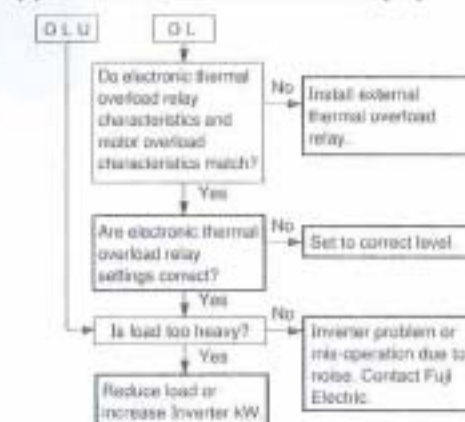 OLU
OL
Do electronic thermal
overload relay
characteristics and
motor overload
characteristics match?
No
Install external
thermal overload
relay.
Yes
Are electronic thermal
overload relay
settings correct?
No
Set to correct level.
Yes
Is load too heavy?
No
Inverter problem or
mis-operation due to
noise. Contact Fuji
Electric.
Yes
Reduce load or
increase Inverter kW